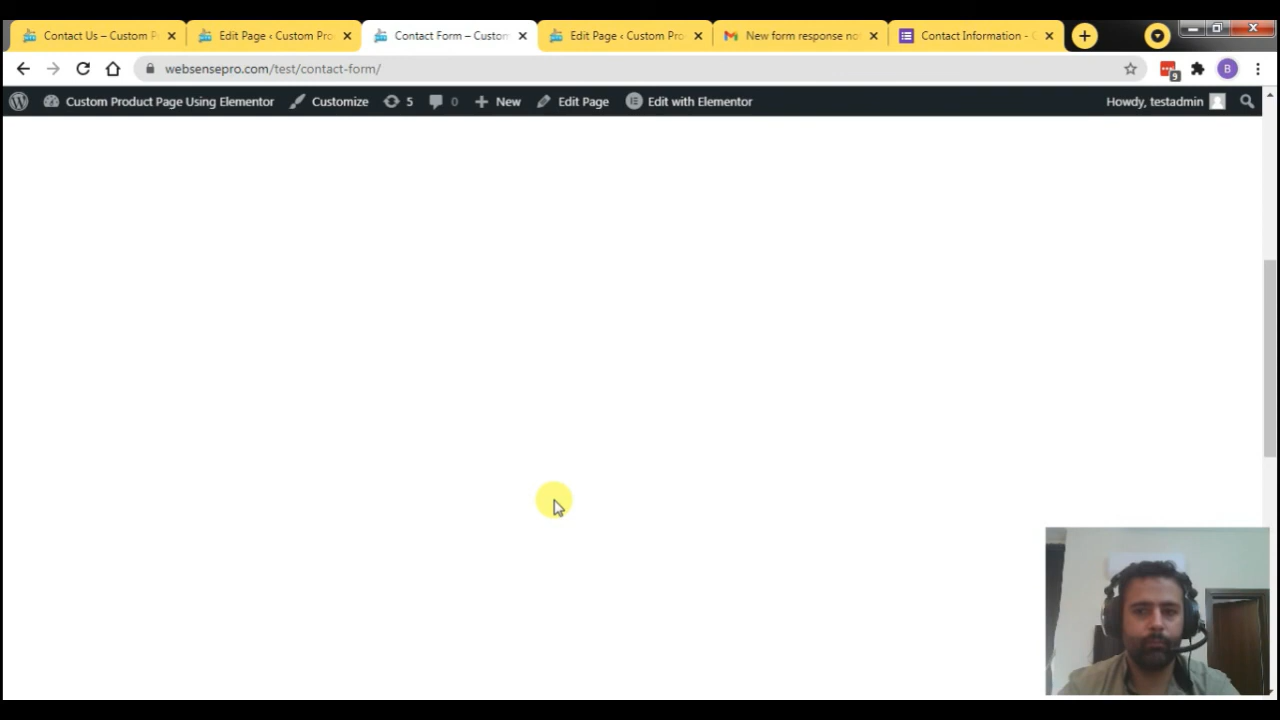 Contact Us – Custom P
Edit Page ‹ Custom Pro
Contact Form – Custom
Edit Page ‹ Custom Pro
New form response no
Contact Information -
websensepro.com/test/contact-form/
9
B
Custom Product Page Using Elementor
Customize
5
0
New
Edit Page
Edit with Elementor
Howdy, testadmin